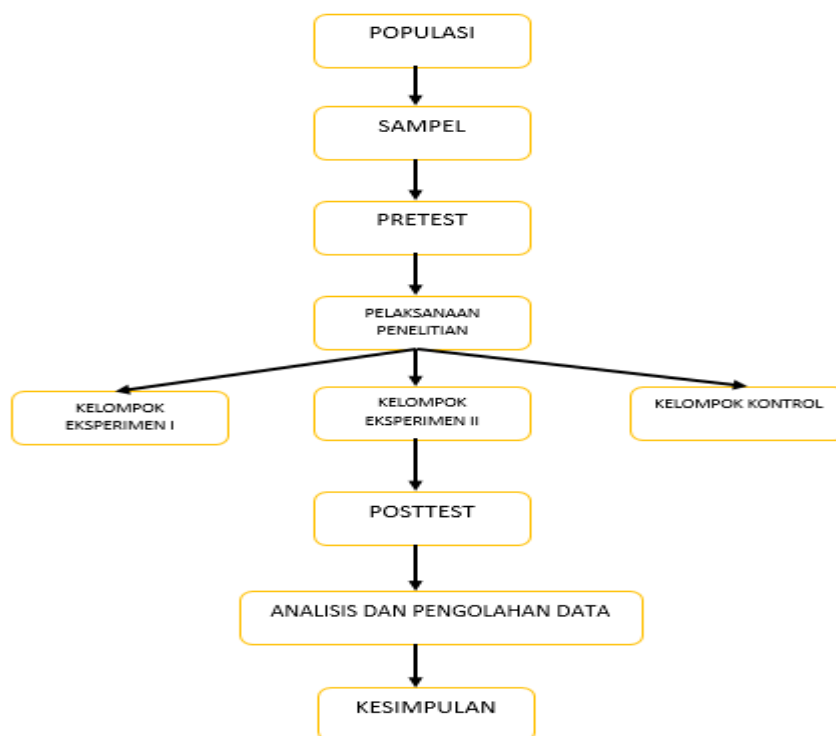 POPULASI
SAMPEL
PRETEST
PELAKSANAAN
PENELITIAN
KELOMPOK
EKSPERIMEN I
KELOMPOK
EKSPERIMEN II
KELOMPOK KONTROL
POSTTEST
ANALISIS DAN PENGOLAHAN DATA
KESIMPULAN